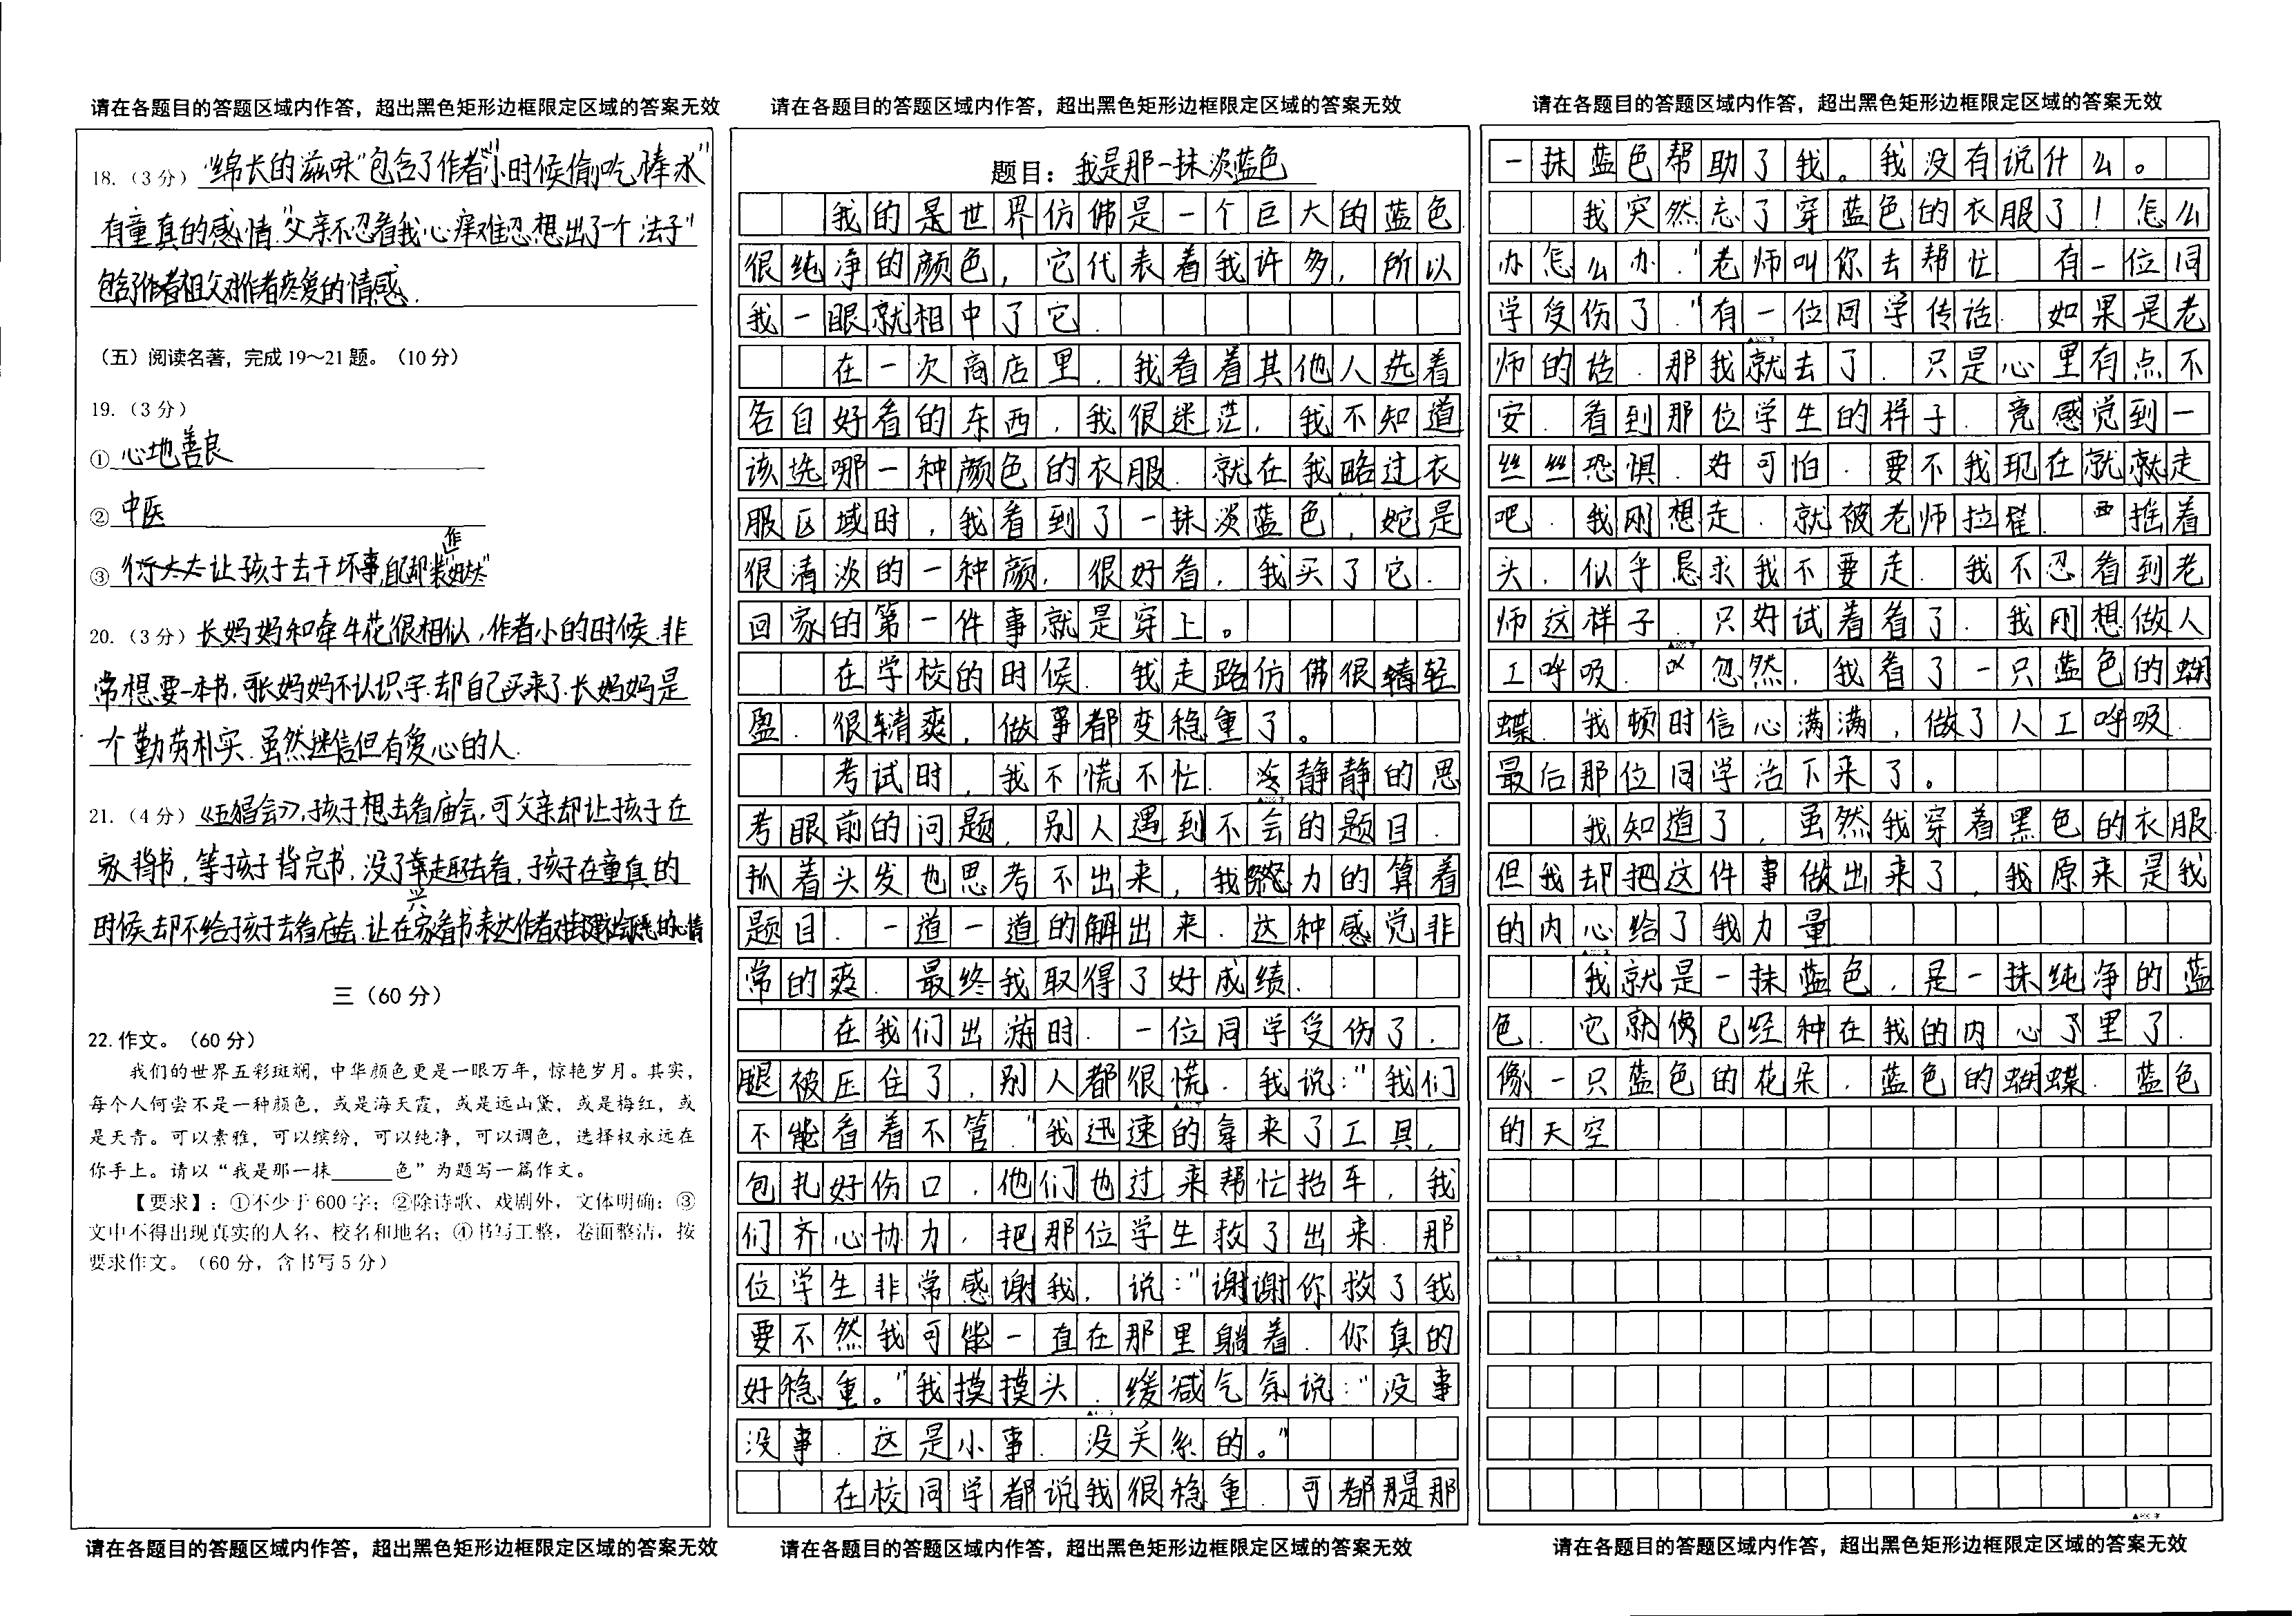 请在各题目的答题区域内作答，超出黑色矩形边框限定区域的答案无效
18.（3分）“绵长的滋味”包含了作者“小时候偷吃棒冰”
有童真的感情.“父亲不忍看我心痒难忍.想出了一个法子”
包含了作者祖父对作者疼爱的情感.
（五）阅读名著，完成19～21题。（10分）
19.（3分）
① 心地善良
② 中医
③ “衍太太让孩子去干坏事,自己却装作
20.（3分）长妈妈和牵牛花很相似,作者小的时候.非
常想要一本书,可长妈妈不认识字.却自己买来了.长妈妈是
一个勤劳朴实.虽然迷信但有爱心的人.
21.（4分）《五猖会》,孩子想去看庙会,可父亲却让孩子在
家背书,等孩子背完书,没了兴趣去看,孩子在童真的
时候却不给孩子去看庙会.让在家看书表达作者对的心情
三（60分）
22.作文。（60分）
我们的世界五彩斑斓，中华颜色更是一眼万年，惊艳岁月。其实，
每个人何尝不是一种颜色，或是海天霞，或是远山黛，或是梅红，或
是天青。可以素雅，可以缤纷，可以纯净，可以调色，选择权永远在
你手上。请以“我是那一抹______色”为题写一篇作文。
【要求】：①不少于600字；②除诗歌、戏剧外，文体明确；③
文中不得出现真实的人名、校名和地名；④书写工整，卷面整洁，按
要求作文。（60分，含书写5分）
请在各题目的答题区域内作答，超出黑色矩形边框限定区域的答案无效
请在各题目的答题区域内作答，超出黑色矩形边框限定区域的答案无效
题目：我是那一抹淡蓝色
我的是世界仿佛是一个巨大的蓝色
很纯净的颜色，它代表着我许多，所以
我一眼就相中了它.
在一次商店里，我看着其他人选着
各自好看的东西，我很迷茫，我不知道
该选哪一种颜色的衣服.就在我略过衣
服区域时，我看到了一抹淡蓝色，她是
很清淡的一种颜，很好看，我买了它.
回家的第一件事就是穿上。
在学校的时候.我走路仿佛很轻
盈.很清爽，做事都变稳重了。
考试时，我不慌不忙.冷静静的思
考眼前的问题，别人遇到不会的题目.
抓着头发也思考不出来，我努力的算着
题目.一道一道的解出来.这种感觉非
常的爽.最终我取得了好成绩.
在我们出游时.一位同学受伤了，
腿被压住了，别人都很慌.我说：“我们
不能看着不管.”我迅速的拿来了工具，
包扎好伤口，他们也过来帮忙抬车，我
们齐心协力，把那位学生救了出来.那
位学生非常感谢我，说：“谢谢你救了我
要不然我可能一直在那里躺着.你真的
好稳重。”我摸摸头，缓减气氛说：“没事
没事.这是小事.没关系的。”
在校同学都说我很稳重.可都是那
请在各题目的答题区域内作答，超出黑色矩形边框限定区域的答案无效
请在各题目的答题区域内作答，超出黑色矩形边框限定区域的答案无效
一抹蓝色帮助了我。我没有说什么。
我突然忘了穿蓝色的衣服了！怎么
办怎么办.“老师叫你去帮忙 有一位同
学受伤了.”有一位同学传话.如果是老
师的话.那我就去了.只是心里有点不
安.看到那位学生的样子.竟感觉到一
丝丝恐惧.好可怕.要不我现在就就走
吧.我刚想走.就被老师拉住.西摇着
头，似乎恳求我不要走.我不忍看到老
师这样子.只好试着看了.我刚想做人
工呼吸.忽然，我看了一只蓝色的蝴
蝶.我顿时信心满满，做了人工呼吸.
最后那位同学活下来了。
我知道了，虽然我穿着黑色的衣服.
但我却把这件事做出来了，我原来是我
的内心给了我力量
我就是一抹蓝色，是一抹纯净的蓝
色.它就像已经种在我的内心了里了.
像一只蓝色的花朵，蓝色的蝴蝶.蓝色
的天空
请在各题目的答题区域内作答，超出黑色矩形边框限定区域的答案无效